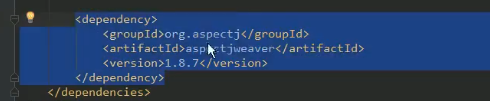 <dependency>
<groupId>org.aspectj</groupId>
<artifactId>aspectjweaver</artifactId>
<version>1.8.7</version>
</dependency>
</dependencies>